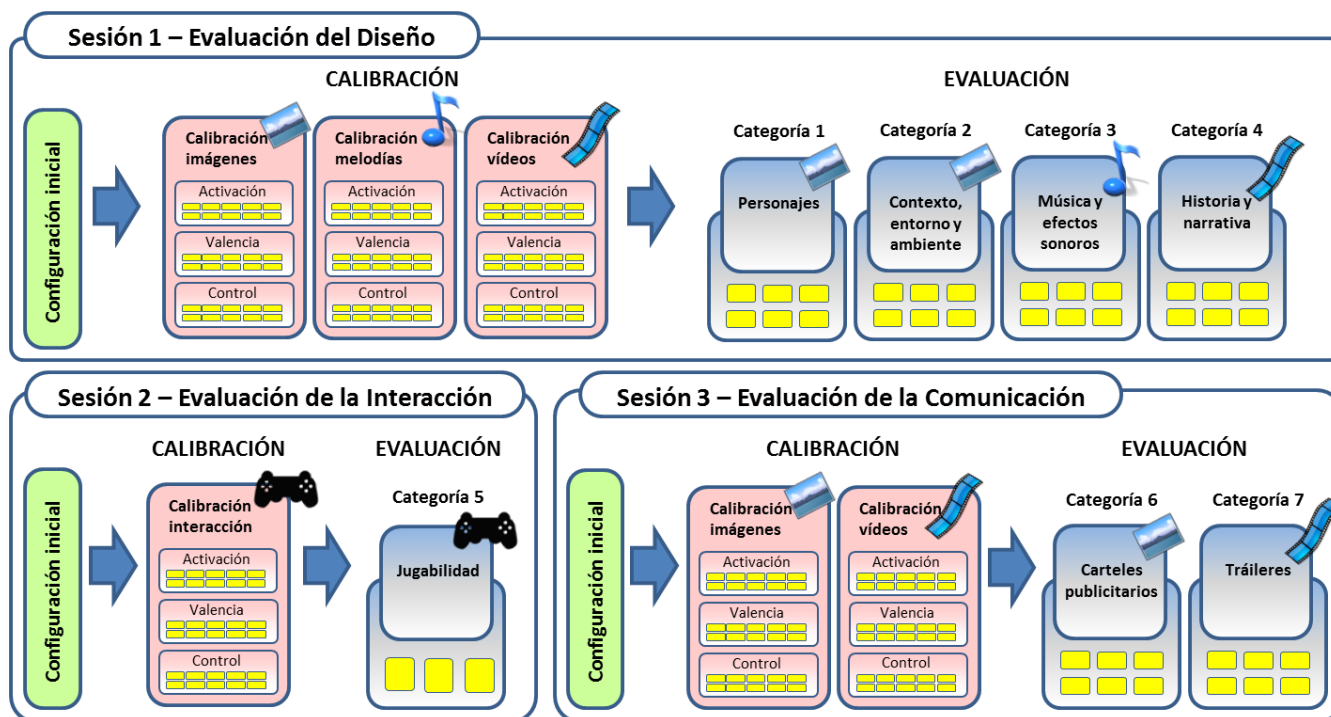 Sesión 1 – Evaluación del Diseño
CALIBRACIÓN
EVALUACIÓN
Configuración inicial
Calibración
imágenes
Activación
Valencia
Control
Calibración
melodías
Activación
Valencia
Control
Calibración
vídeos
Activación
Valencia
Control
Categoría 1
Personajes
Categoría 2
Contexto,
entorno y
ambiente
Categoría 3
Música y
efectos
sonoros
Categoría 4
Historia y
narrativa
Sesión 2 – Evaluación de la Interacción
CALIBRACIÓN
EVALUACIÓN
Configuración inicial
Calibración
interacción
Activación
Valencia
Control
Categoría 5
Jugabilidad
Sesión 3 – Evaluación de la Comunicación
CALIBRACIÓN
EVALUACIÓN
Configuración inicial
Calibración
imágenes
Activación
Valencia
Control
Calibración
vídeos
Activación
Valencia
Control
Categoría 6
Carteles
publicitarios
Categoría 7
Tráileres